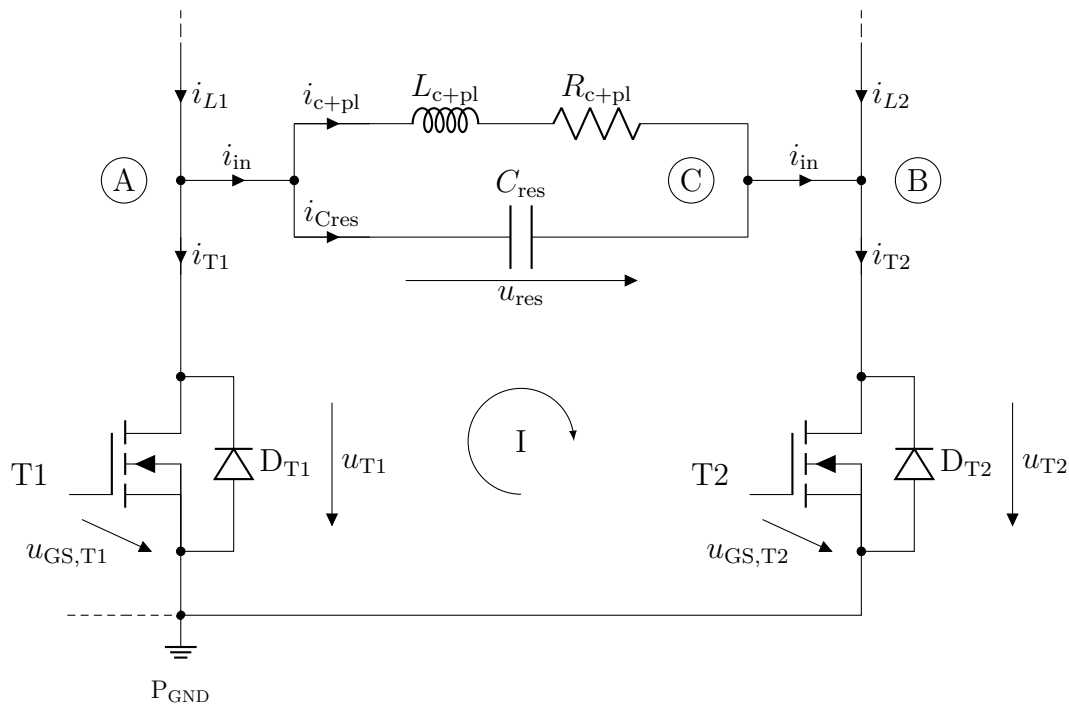 L_c+pl
R_c+pl
i_L1
i_c+pl
i_L2
A
i_in
C
i_in
B
C_res
i_Cres
i_T1
i_T2
u_res
I
T1
D_T1
u_T1
T2
D_T2
u_T2
u_GS,T1
u_GS,T2
P_GND